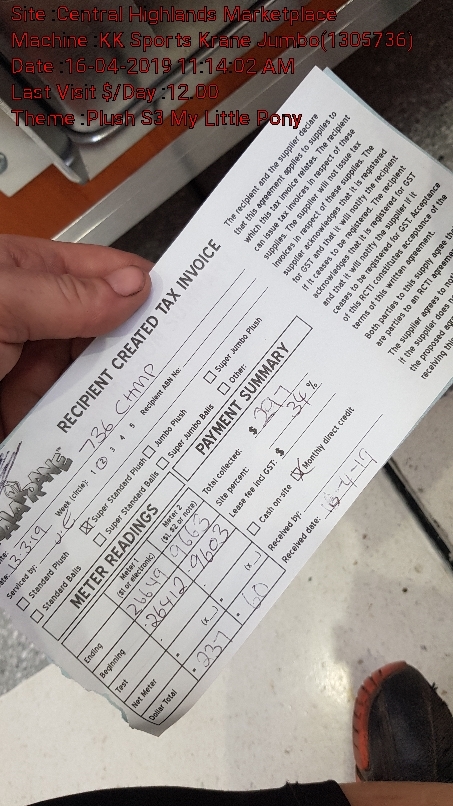 Site :Central Highlands Marketplace
Machine :KK Sports Krane Jumbo(1305736)
Date :16-04-2019 11:14:02 AM
Last Visit $/Day :12.00
Theme :Plush S3 My Little Pony
RECIPIENT CREATED TAX INVOICE
736 CHMP
Recipient ABN No:
Week (circle): 1 2 3 4 5
Serviced by:
Standard Plush
Super Standard Plush
Jumbo Plush
Super Jumbo Plush
Standard Balls
Super Standard Balls
Super Jumbo Balls
Other:
METER READINGS
Meter 1
($1 or electronic)
Meter 2
($1, $2 or note)
Ending 26649 9663
Beginning 26412 9603
Test
Net Meter
Dollar Total 237 60
PAYMENT SUMMARY
Total collected: $ 297
Site percent: 34 %
Lease fee incl GST: $
Cash on-site
Monthly direct credit
Received by:
Received date: 16-4-19
The recipient and the supplier declare
that this agreement applies to supplies to
which this tax invoice relates. The recipient
can issue tax invoices in respect of these
supplies. The supplier will not issue tax
invoices in respect of these supplies. The
supplier acknowledges that it is registered
for GST and that it will notify the recipient
if it ceases to be registered. The recipient
acknowledges that it is registered for GST
and that it will notify the supplier if it
ceases to be registered for GST. Acceptance
of this RCTI constitutes acceptance of the
terms of this written agreement.
Both parties to this supply agree
are parties to an RCTI
The supplier agrees to
if the supplier does
the proposed
receiving this